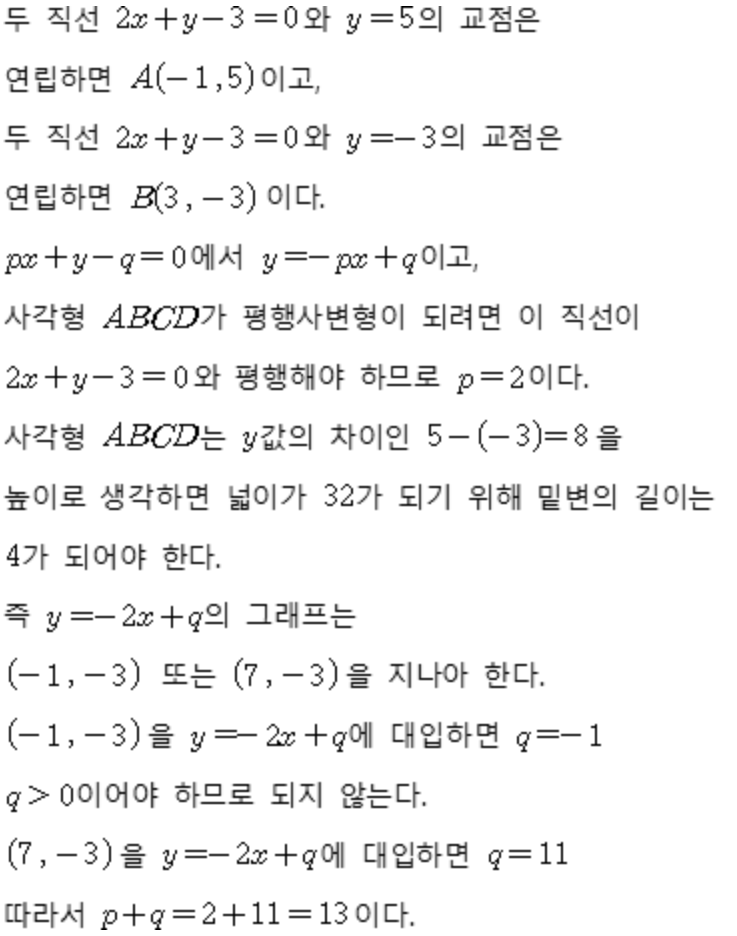 두 직선 2x+y−3=0와 y=5의 교점은
연립하면 A(−1,5)이고,
두 직선 2x+y−3=0와 y=−3의 교점은
연립하면 B(3,−3)이다.
px+y−q=0에서 y=−px+q이고,
사각형 ABCD가 평행사변형이 되려면 이 직선이
2x+y−3=0와 평행해야 하므로 p=2이다.
사각형 ABCD는 y값의 차이인 5−(−3)=8을
높이로 생각하면 넓이가 32가 되기 위해 밑변의 길이는
4가 되어야 한다.
즉 y=−2x+q의 그래프는
(−1,−3) 또는 (7,−3)을 지나아 한다.
(−1,−3)을 y=−2x+q에 대입하면 q=−1
q>0이어야 하므로 되지 않는다.
(7,−3)을 y=−2x+q에 대입하면 q=11
따라서 p+q=2+11=13이다.